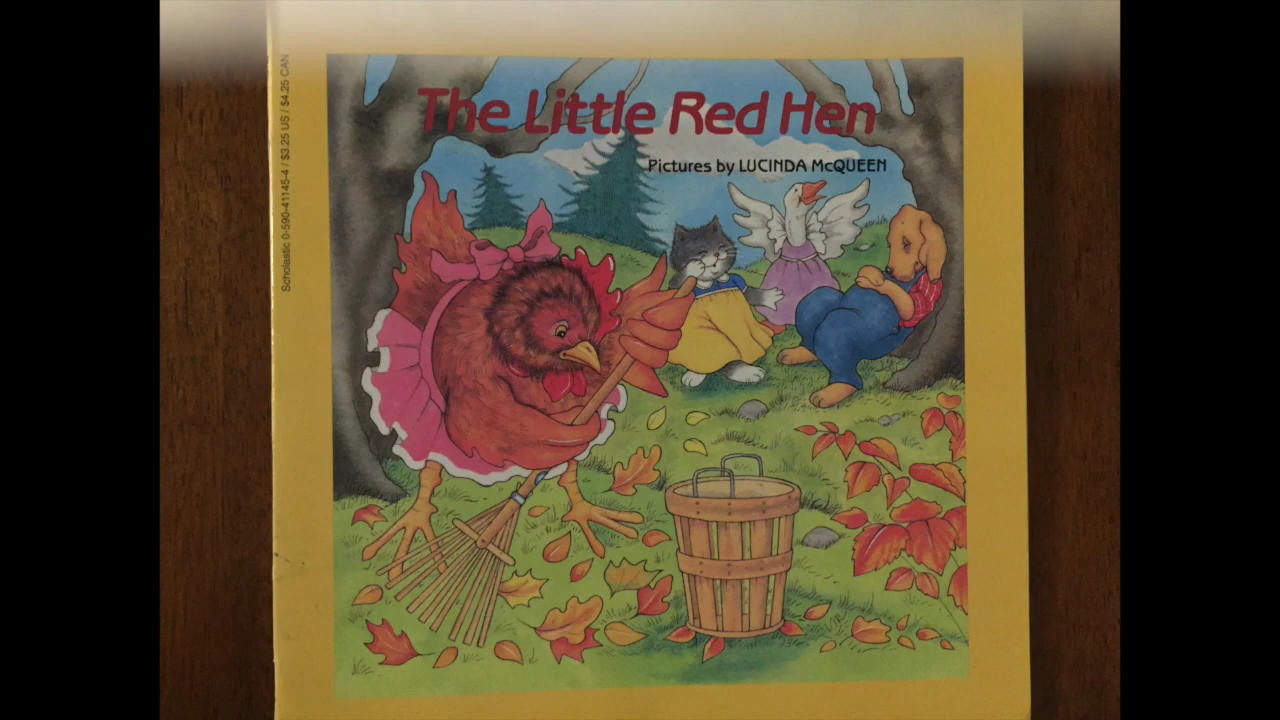 The Little Red Hen
Pictures by LUCINDA McQUEEN
Scholastic 0-590-41145-4 / $3.25 US / $4.25 CAN